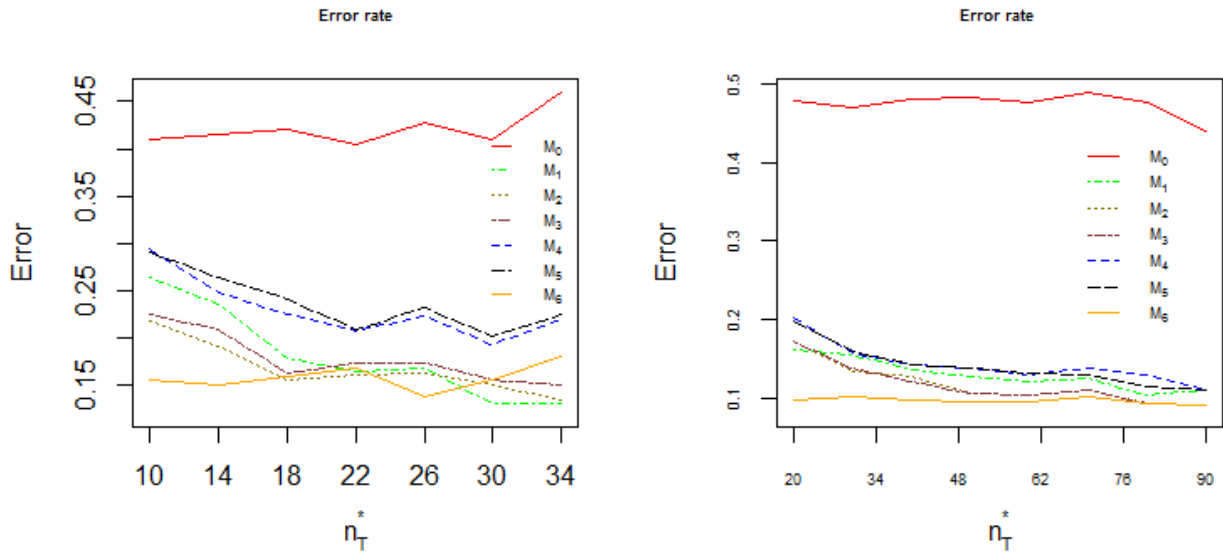 Error rate
Error
0.45
0.35
0.25
0.15
10 14 18 22 26 30 34
n*T
M0
M1
M2
M3
M4
M5
M6
Error rate
Error
0.5
0.4
0.3
0.2
0.1
20 34 48 62 76 90
n*T
M0
M1
M2
M3
M4
M5
M6